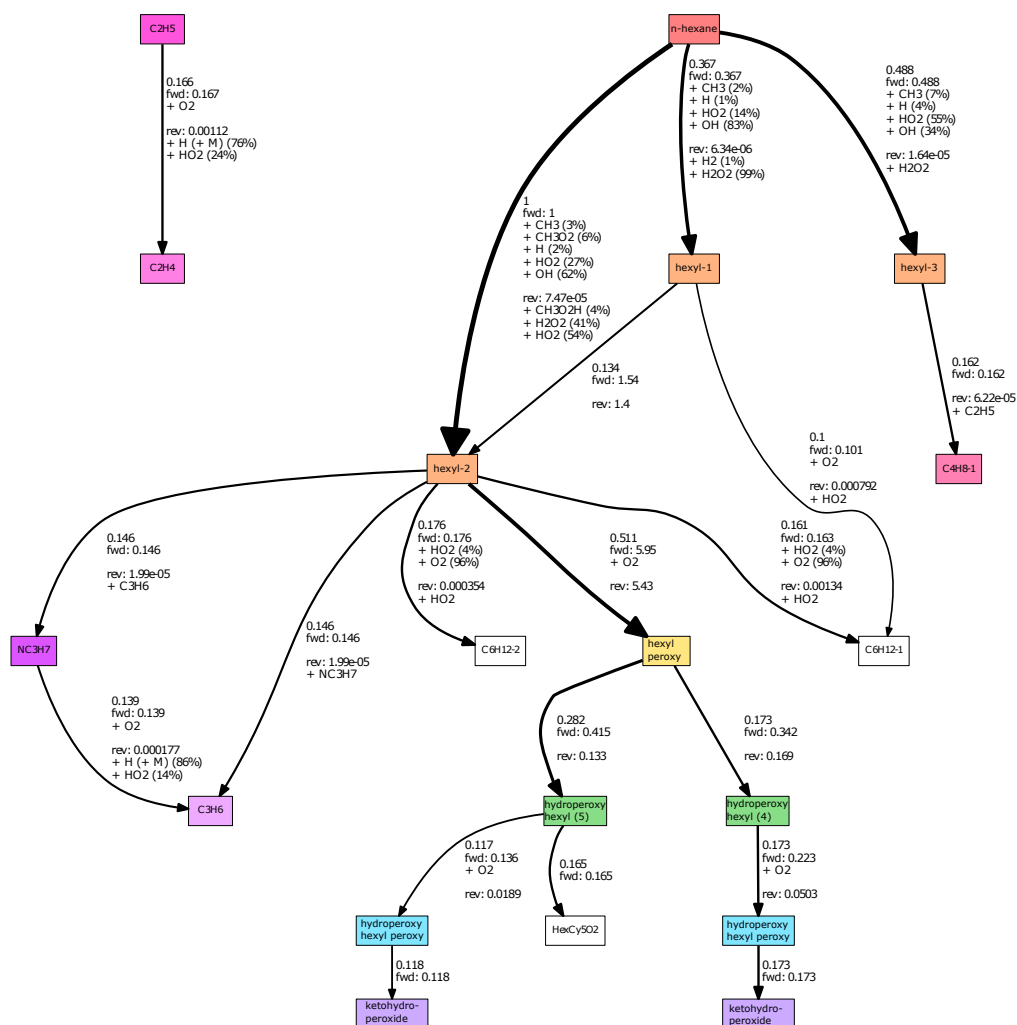 C2H5
n-hexane
0.166
fwd: 0.167
+ O2
rev: 0.00112
+ H (+ M) (76%)
+ HO2 (24%)
0.367
fwd: 0.367
+ CH3 (2%)
+ H (1%)
+ HO2 (14%)
+ OH (83%)
rev: 6.34e-06
+ H2 (1%)
+ H2O2 (99%)
0.488
fwd: 0.488
+ CH3 (7%)
+ H (4%)
+ HO2 (55%)
+ OH (34%)
rev: 1.64e-05
+ H2O2
1
fwd: 1
+ CH3 (3%)
+ CH3O2 (6%)
+ H (2%)
+ HO2 (27%)
+ OH (62%)
rev: 7.47e-05
+ CH3O2H (4%)
+ H2O2 (41%)
+ HO2 (54%)
C2H4
hexyl-1
hexyl-3
0.134
fwd: 1.54
rev: 1.4
0.162
fwd: 0.162
rev: 6.22e-05
+ C2H5
0.1
fwd: 0.101
+ O2
rev: 0.000792
+ HO2
hexyl-2
C4H8-1
0.146
fwd: 0.146
rev: 1.99e-05
+ C3H6
0.176
fwd: 0.176
+ HO2 (4%)
+ O2 (96%)
rev: 0.000354
+ HO2
0.511
fwd: 5.95
+ O2
rev: 5.43
0.161
fwd: 0.163
+ HO2 (4%)
+ O2 (96%)
rev: 0.00134
+ HO2
0.146
fwd: 0.146
rev: 1.99e-05
+ NC3H7
NC3H7
C6H12-2
hexyl
peroxy
C6H12-1
0.139
fwd: 0.139
+ O2
rev: 0.000177
+ H (+ M) (86%)
+ HO2 (14%)
0.282
fwd: 0.415
rev: 0.133
0.173
fwd: 0.342
rev: 0.169
C3H6
hydroperoxy
hexyl (5)
hydroperoxy
hexyl (4)
0.117
fwd: 0.136
+ O2
rev: 0.0189
0.165
fwd: 0.165
0.173
fwd: 0.223
+ O2
rev: 0.0503
hydroperoxy
hexyl peroxy
HexCy5O2
hydroperoxy
hexyl peroxy
0.118
fwd: 0.118
0.173
fwd: 0.173
ketohydro-
peroxide
ketohydro-
peroxide